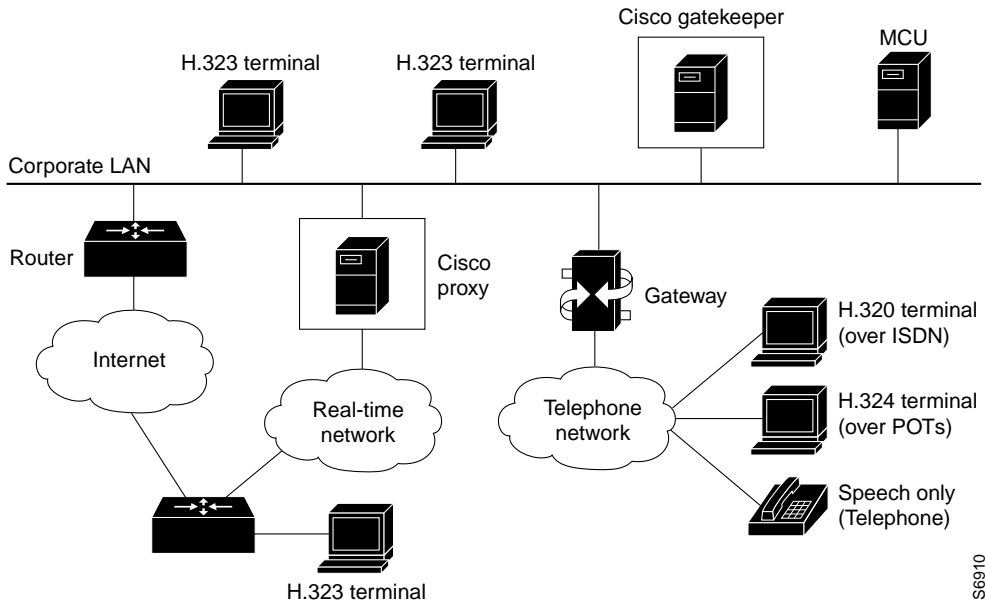 Cisco gatekeeper
MCU
H.323 terminal
H.323 terminal
Corporate LAN
Router
Cisco
proxy
Gateway
H.320 terminal
(over ISDN)
Internet
Real-time
network
Telephone
network
H.324 terminal
(over POTs)
Speech only
(Telephone)
H.323 terminal
S6910